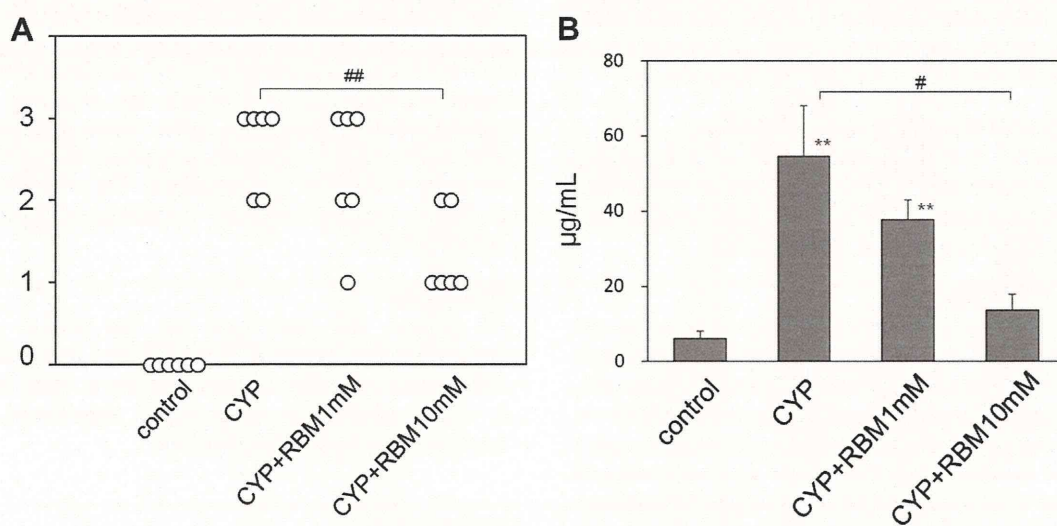 A
##
3
2
1
0
control
CYP
CYP+RBM1mM
CYP+RBM10mM
B
80
60
40
20
0
µg/mL
#
**
**
control
CYP
CYP+RBM1mM
CYP+RBM10mM